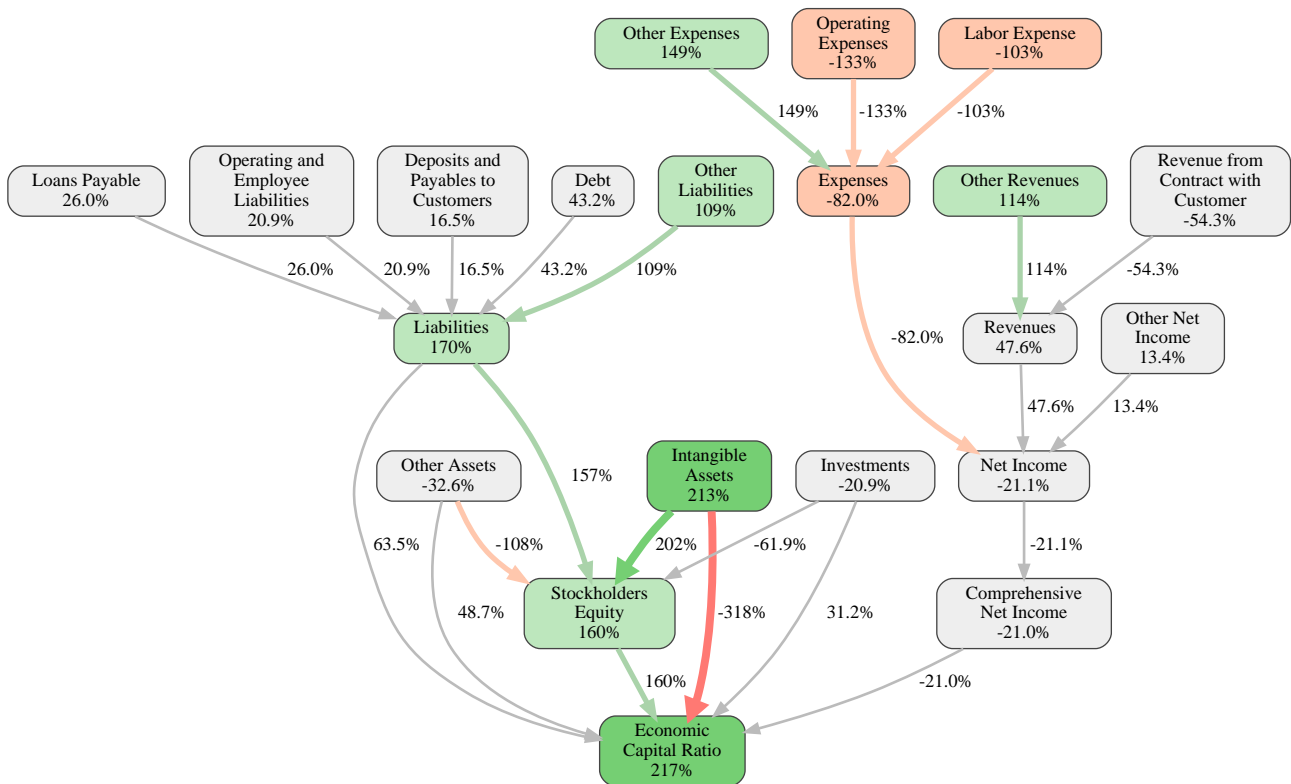 Other Expenses
149%
Operating
Expenses
-133%
Labor Expense
-103%
149%
-133%
-103%
Loans Payable
26.0%
Operating and
Employee
Liabilities
20.9%
Deposits and
Payables to
Customers
16.5%
Debt
43.2%
Other
Liabilities
109%
Expenses
-82.0%
Other Revenues
114%
Revenue from
Contract with
Customer
-54.3%
26.0%
20.9%
16.5%
43.2%
109%
114%
-54.3%
Liabilities
170%
-82.0%
Revenues
47.6%
Other Net
Income
13.4%
47.6%
13.4%
Other Assets
-32.6%
157%
Intangible
Assets
213%
Investments
-20.9%
Net Income
-21.1%
63.5%
-108%
202%
-61.9%
-21.1%
48.7%
Stockholders
Equity
160%
-318%
31.2%
Comprehensive
Net Income
-21.0%
160%
-21.0%
Economic
Capital Ratio
217%